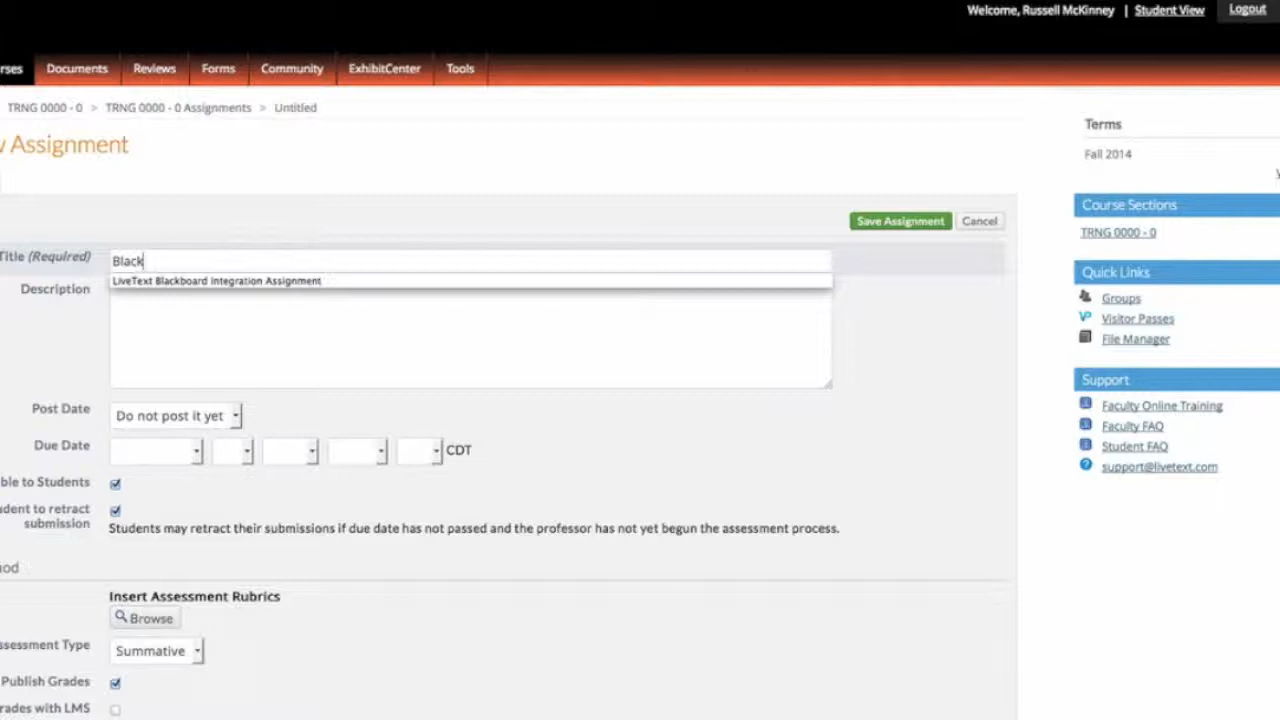 Welcome, Russell McKinney | Student View Logout
rses Documents Reviews Forms Community ExhibitCenter Tools
TRNG 0000 - 0 > TRNG 0000 - 0 Assignments > Untitled
Assignment
Terms
Fall 2014
Course Sections
TRNG 0000 - 0
Quick Links
Groups
Visitor Passes
File Manager
Support
Faculty Online Training
Faculty FAQ
Student FAQ
support@livetext.com
Save Assignment Cancel
Title (Required) Black
LiveText Blackboard Integration Assignment
Description
Post Date Do not post it yet
Due Date CDT
ble to Students
udent to retract
submission
Students may retract their submissions if due date has not passed and the professor has not yet begun the assessment process.
hod
Insert Assessment Rubrics
Browse
ssessment Type Summative
Publish Grades
rades with LMS